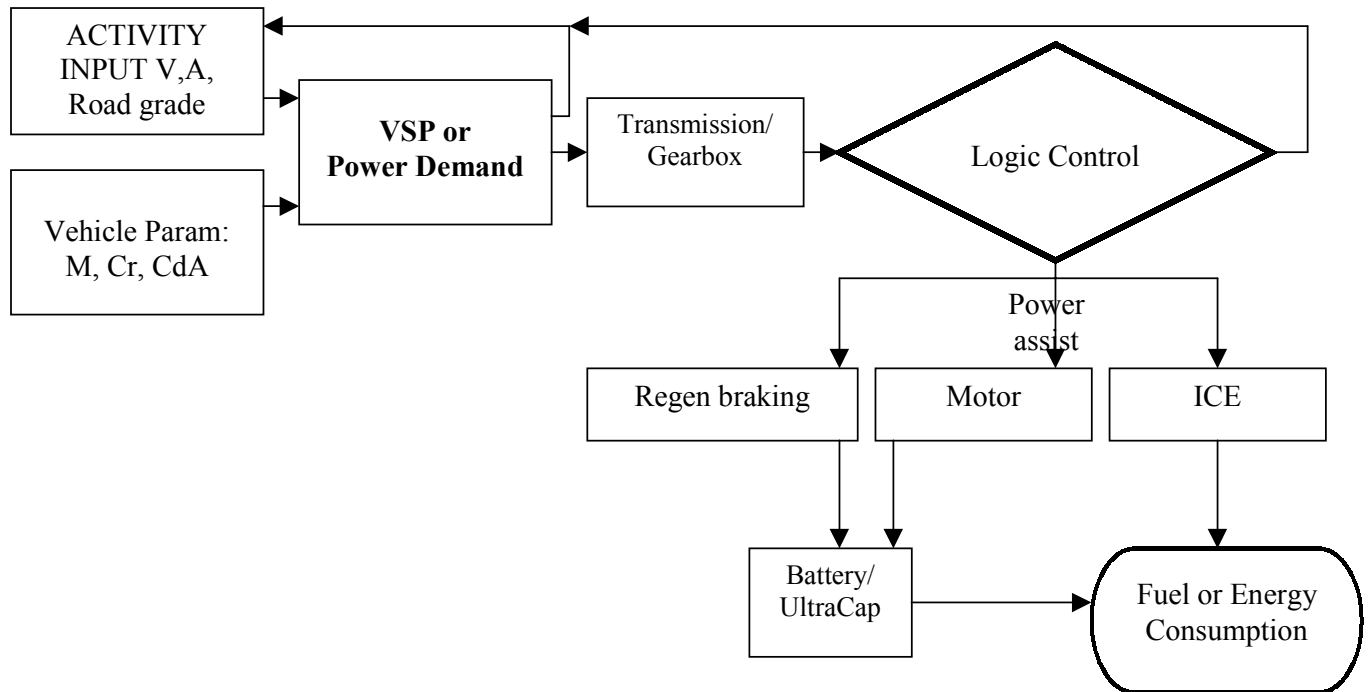 ACTIVITY
INPUT V,A,
Road grade
VSP or
Power Demand
Transmission/
Gearbox
Logic Control
Vehicle Param:
M, Cr, CdA
Power
assist
Regen braking
Motor
ICE
Battery/
UltraCap
Fuel or Energy
Consumption